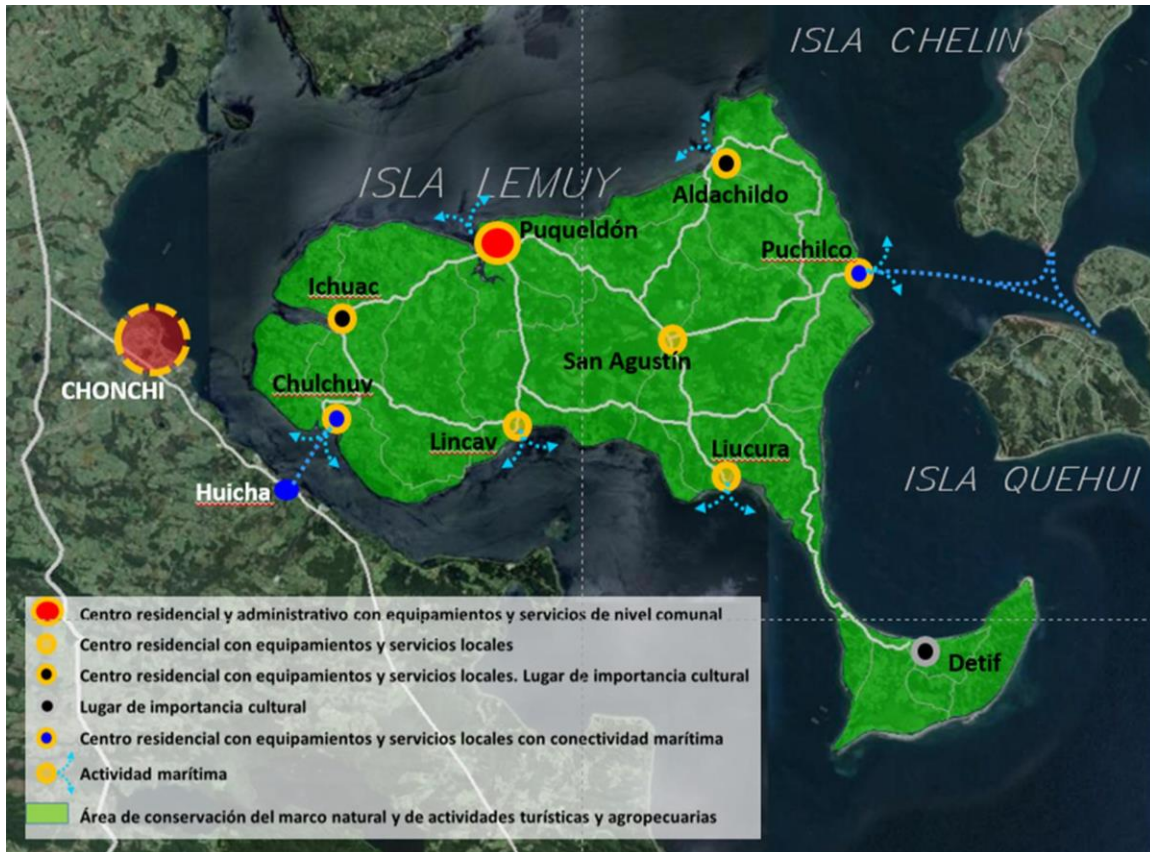 ISLA CHELIN
ISLA LEMUY
Aldachildo
Puqueldón
Puchilco
Ichuac
San Agustín
CHONCHI
Chulchuy
Lincay
Liucura
Huicha
ISLA QUEHUI
Detif
Centro residencial y administrativo con equipamientos y servicios de nivel comunal
Centro residencial con equipamientos y servicios locales
Centro residencial con equipamientos y servicios locales. Lugar de importancia cultural
Lugar de importancia cultural
Centro residencial con equipamientos y servicios locales con conectividad marítima
Actividad marítima
Área de conservación del marco natural y de actividades turísticas y agropecuarias